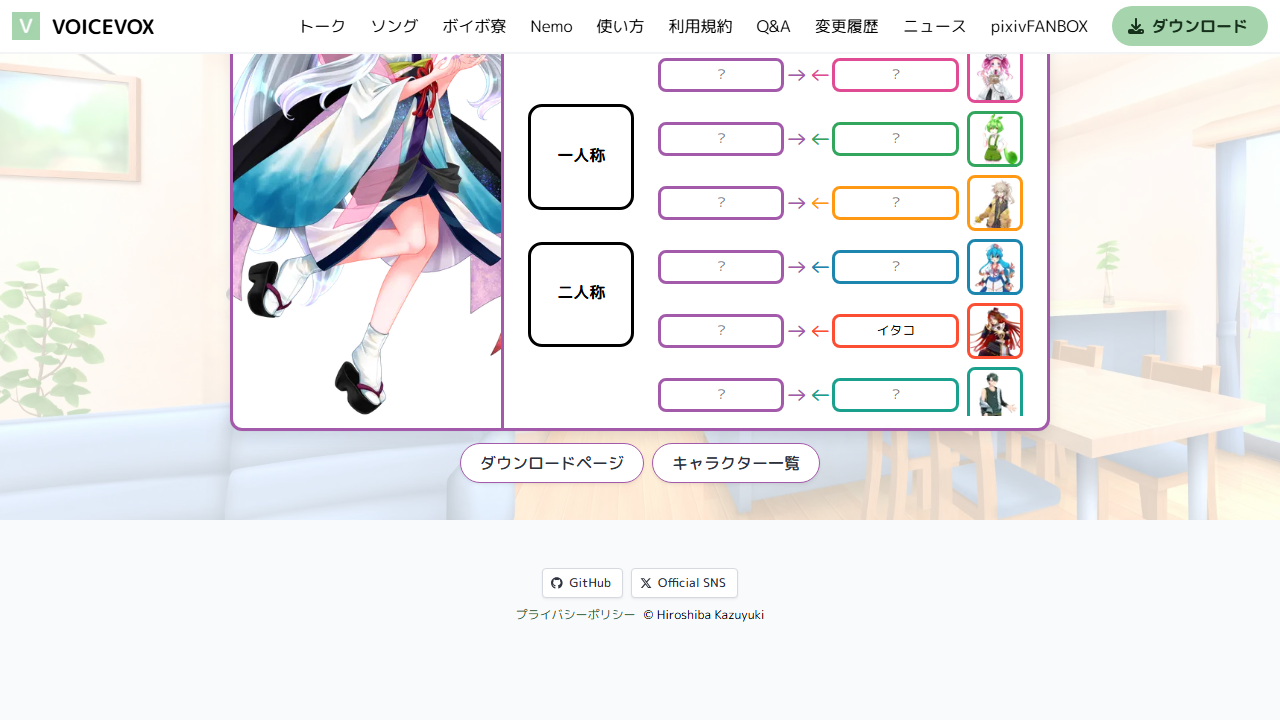 V VOICEVOX トーク ソング ボイボ寮 Nemo 使い方 利用規約 Q&A 変更履歴 ニュース pixivFANBOX ダウンロード
? → ← ?
一人称
? → ← ?
? → ← ?
? → ← ?
二人称
? → ← イタコ
? → ← ?
ダウンロードページ キャラクター一覧
GitHub Official SNS
プライバシーポリシー © Hiroshiba Kazuyuki